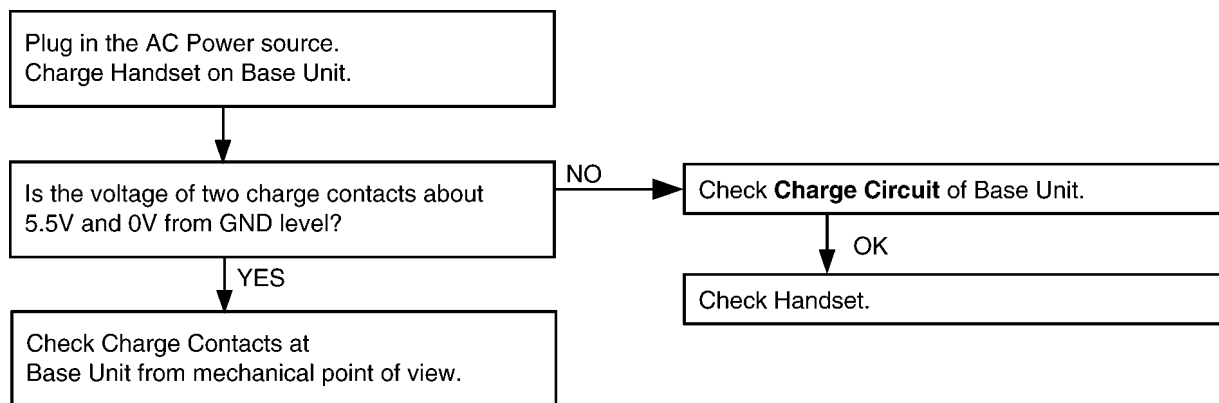 Plug in the AC Power source.
Charge Handset on Base Unit.
Is the voltage of two charge contacts about
5.5V and 0V from GND level?
NO
Check Charge Circuit of Base Unit.
OK
Check Handset.
YES
Check Charge Contacts at
Base Unit from mechanical point of view.